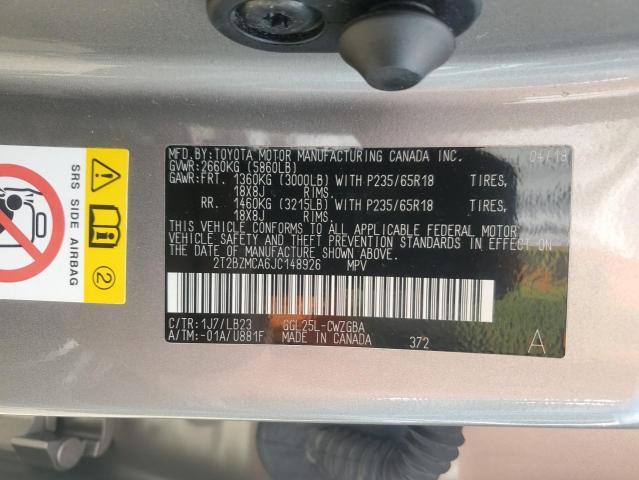 MFD.BY:TOYOTA MOTOR MANUFACTURING CANADA INC. 04/18
GVWR:2660KG (5860LB)
GAWR:FRT. 1360KG (3000LB) WITH P235/65R18 TIRES,
18X8J RIMS.
RR. 1460KG (3215LB) WITH P235/65R18 TIRES,
18X8J RIMS.
THIS VEHICLE CONFORMS TO ALL APPLICABLE FEDERAL MOTOR
VEHICLE SAFETY AND THEFT PREVENTION STANDARDS IN EFFECT ON
THE DATE OF MANUFACTURE SHOWN ABOVE.
2T2BZMCA6JC148926 MPV
C/TR:1J7/LB23 GGL25L-CWZGBA
A/TM:-01A/U881F MADE IN CANADA 372 A
SRS SIDE AIRBAG
2